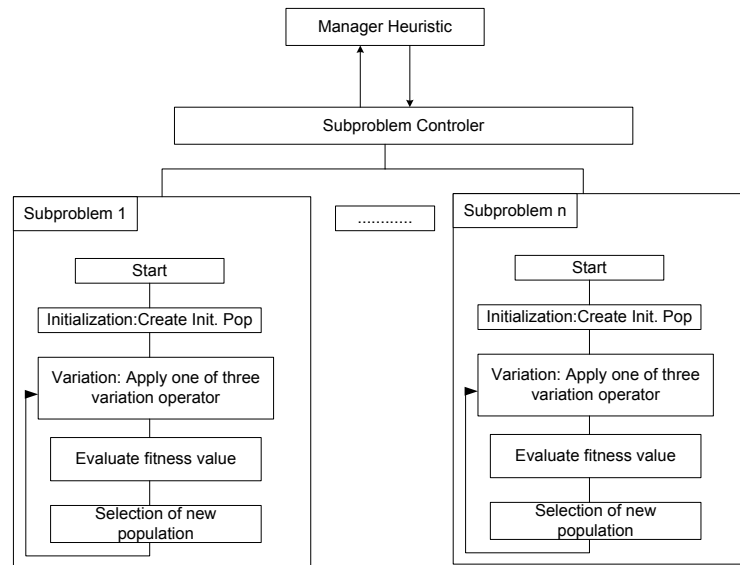 Manager Heuristic
Subproblem Controler
Subproblem 1
............
Subproblem n
Start
Initialization:Create Init. Pop
Variation: Apply one of three
variation operator
Evaluate fitness value
Selection of new
population
Start
Initialization:Create Init. Pop
Variation: Apply one of three
variation operator
Evaluate fitness value
Selection of new
population